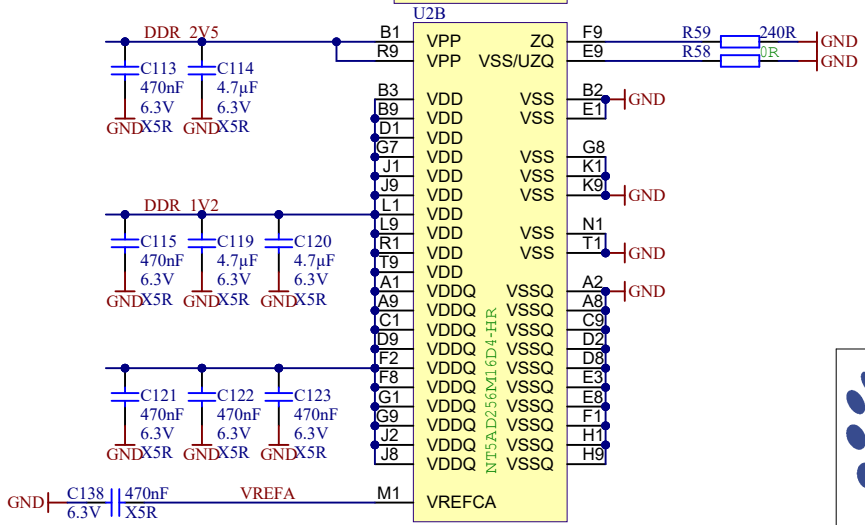 U2B
DDR_2V5 B1 VPP ZQ F9 R59 240R GND
R9 VPP VSS/UZQ E9 R58 0R GND
C113 C114
470nF 4.7µF
6.3V 6.3V
GND X5R GND X5R
B3 VDD VSS B2 GND
B9 VDD VSS E1
D1 VDD
G7 VDD VSS G8
J1 VDD VSS K1
J9 VDD VSS K9 GND
DDR_1V2 L1 VDD
L9 VDD VSS N1
R1 VDD VSS T1 GND
T9 VDD
C115 C119 C120
470nF 4.7µF 4.7µF
6.3V 6.3V 6.3V
GND X5R GND X5R GND X5R
A1 VDDQ VSSQ A2 GND
A9 VDDQ VSSQ A8
C1 VDDQ VSSQ C9
D9 VDDQ VSSQ D2
F2 VDDQ VSSQ D8
F8 VDDQ VSSQ E3
G1 VDDQ VSSQ E8
G9 VDDQ VSSQ F1
J2 VDDQ VSSQ H1
J8 VDDQ VSSQ H9
NT5AD256M16D4-HR
C121 C122 C123
470nF 470nF 470nF
6.3V 6.3V 6.3V
GND X5R GND X5R GND X5R
GND C138 470nF VREFA M1 VREFCA
6.3V X5R